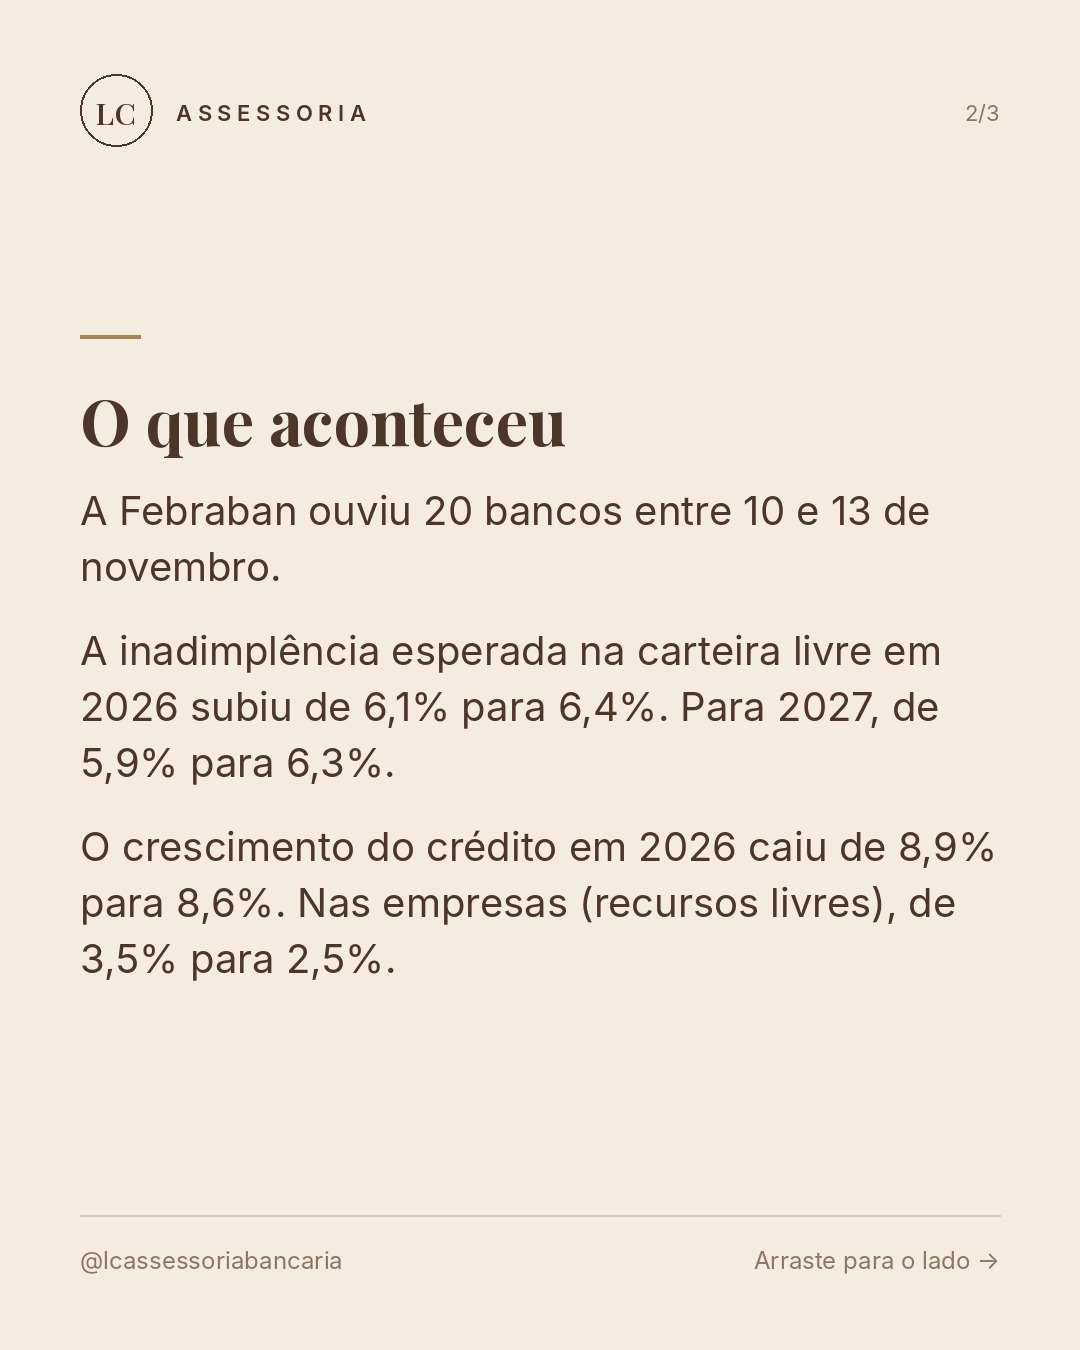 LC ASSESSORIA
2/3
O que aconteceu
A Febraban ouviu 20 bancos entre 10 e 13 de
novembro.
A inadimplência esperada na carteira livre em
2026 subiu de 6,1% para 6,4%. Para 2027, de
5,9% para 6,3%.
O crescimento do crédito em 2026 caiu de 8,9%
para 8,6%. Nas empresas (recursos livres), de
3,5% para 2,5%.
@lcassessoriabancaria
Arraste para o lado →